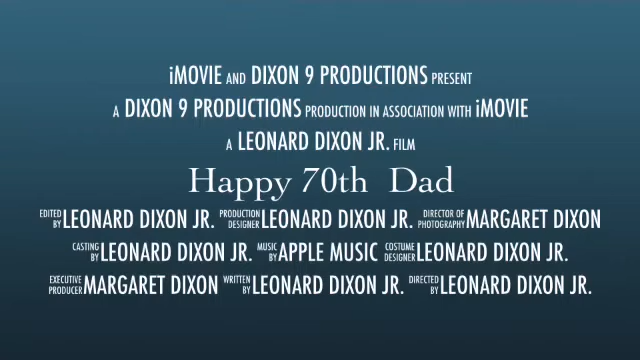 iMOVIE AND DIXON 9 PRODUCTIONS PRESENT
A DIXON 9 PRODUCTIONS PRODUCTION IN ASSOCIATION WITH iMOVIE
A LEONARD DIXON JR. FILM
Happy 70th Dad
EDITED BY LEONARD DIXON JR. PRODUCTION DESIGNER LEONARD DIXON JR. DIRECTOR OF PHOTOGRAPHY MARGARET DIXON
CASTING BY LEONARD DIXON JR. MUSIC BY APPLE MUSIC COSTUME DESIGNER LEONARD DIXON JR.
EXECUTIVE PRODUCER MARGARET DIXON WRITTEN BY LEONARD DIXON JR. DIRECTED BY LEONARD DIXON JR.